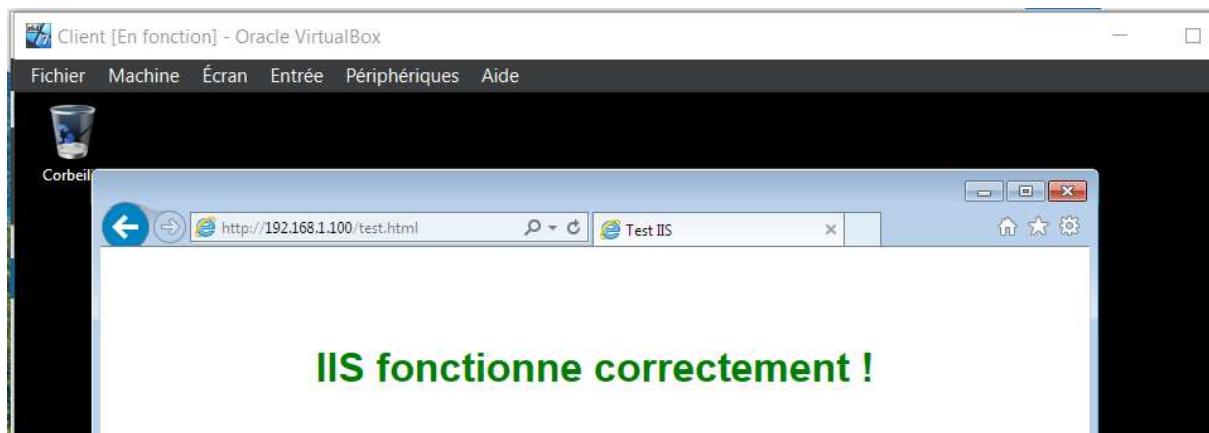 Client [En fonction] - Oracle VirtualBox
Fichier Machine Écran Entrée Périphériques Aide
Corbeil
http://192.168.1.100/test.html
Test IIS
IIS fonctionne correctement !